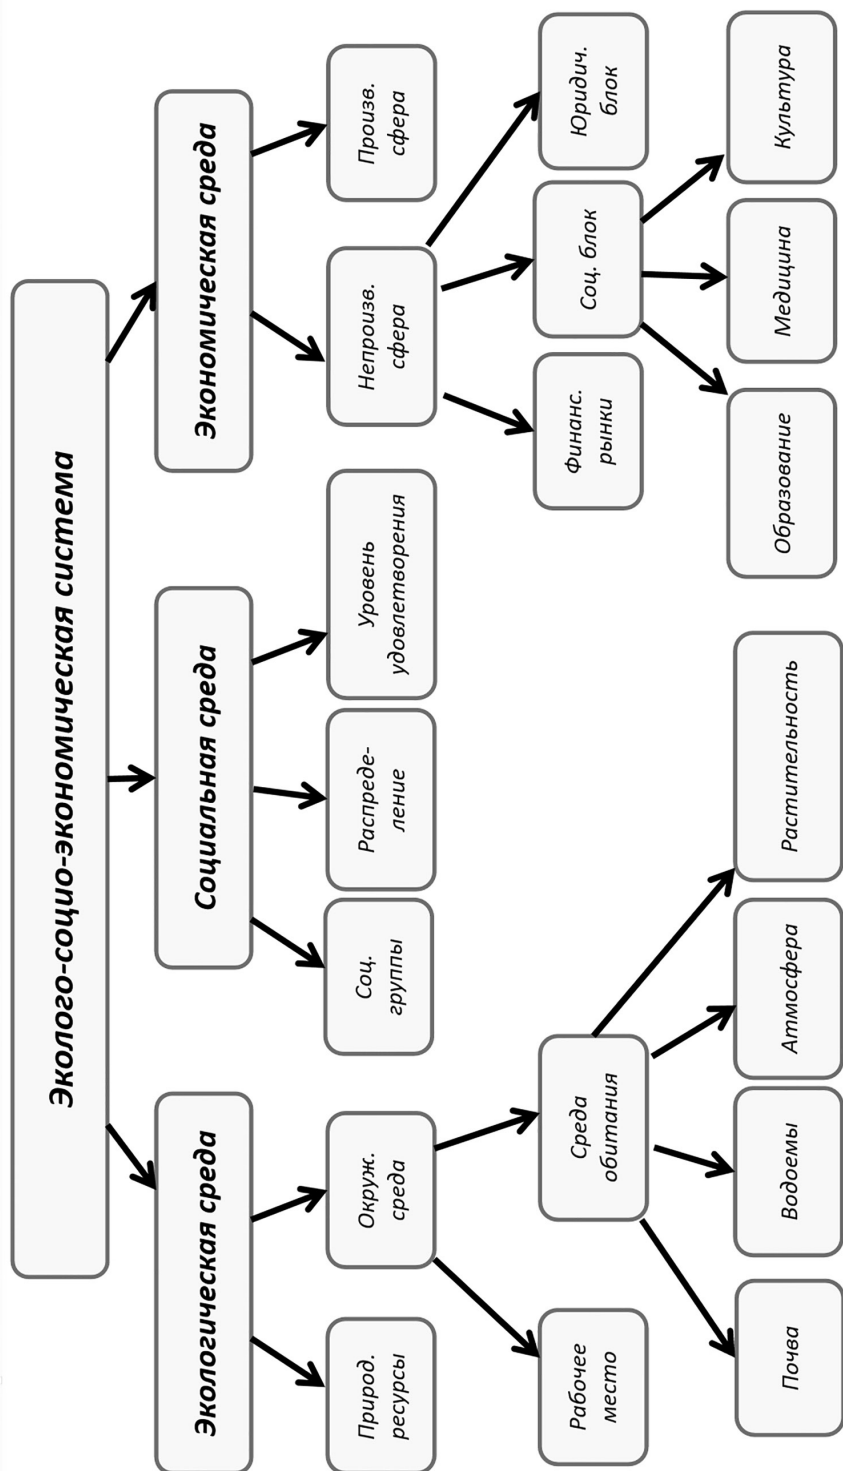 Эколого-социо-экономическая система
Экологическая среда
Социальная среда
Экономическая среда
Природ.
ресурсы
Окруж.
среда
Соц.
группы
Распреде-
ление
Уровень
удовлетворения
Непроизв.
сфера
Произв.
сфера
Рабочее
место
Среда
обитания
Финанс.
рынки
Соц. блок
Юридич.
блок
Почва
Водоемы
Атмосфера
Растительность
Образование
Медицина
Культура